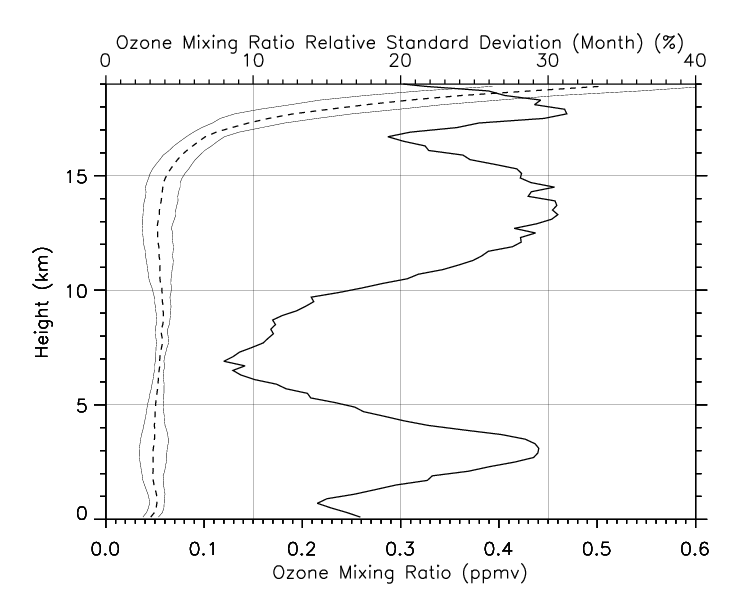 Ozone Mixing Ratio Relative Standard Deviation (Month) (%)
0 10 20 30 40
15
10
5
0
Height (km)
0.0 0.1 0.2 0.3 0.4 0.5 0.6
Ozone Mixing Ratio (ppmv)